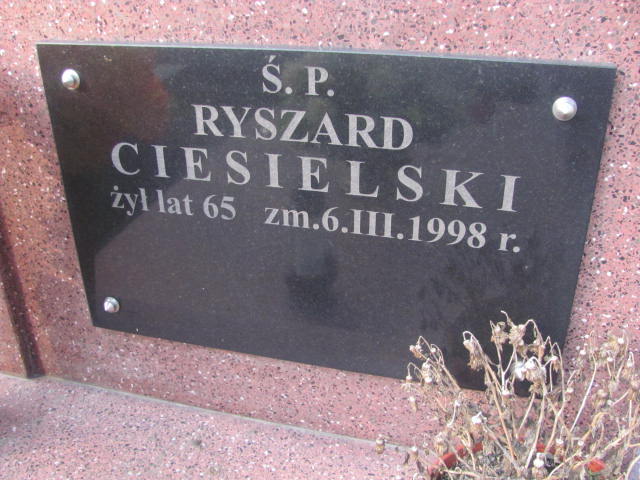 Ś. P.
RYSZARD
CIESIELSKI
żył lat 65 zm.6.III.1998 r.